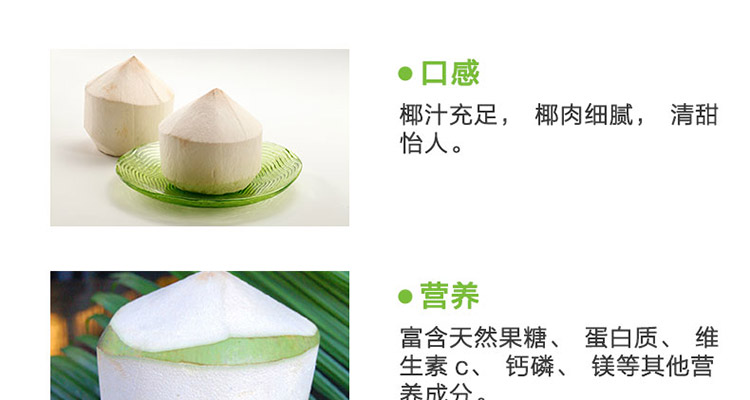 ●口感
椰汁充足， 椰肉细腻， 清甜
怡人。
●营养
富含天然果糖、 蛋白质、 维
生素 c、 钙磷、 镁等其他营
养成分。